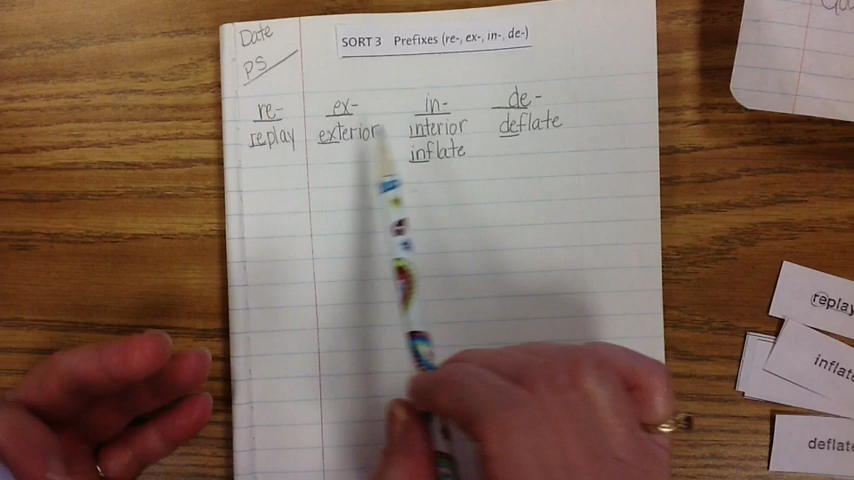 Date
PS
SORT 3 Prefixes (re-, ex-, in-, de-)
re- ex- in- de-
replay exterior interior deflate
inflate
replay
inflate
deflate